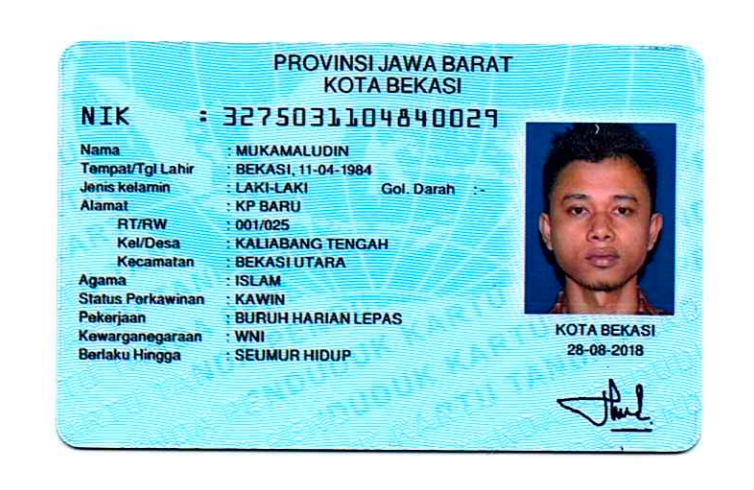 PROVINSI JAWA BARAT
KOTA BEKASI
NIK : 3275031104840029
Nama : MUKAMALUDIN
Tempat/Tgl Lahir : BEKASI, 11-04-1984
Jenis kelamin : LAKI-LAKI Gol. Darah :-
Alamat : KP BARU
RT/RW : 001/025
Kel/Desa : KALIABANG TENGAH
Kecamatan : BEKASI UTARA
Agama : ISLAM
Status Perkawinan : KAWIN
Pekerjaan : BURUH HARIAN LEPAS
Kewarganegaraan : WNI
Berlaku Hingga : SEUMUR HIDUP
KOTA BEKASI
28-08-2018